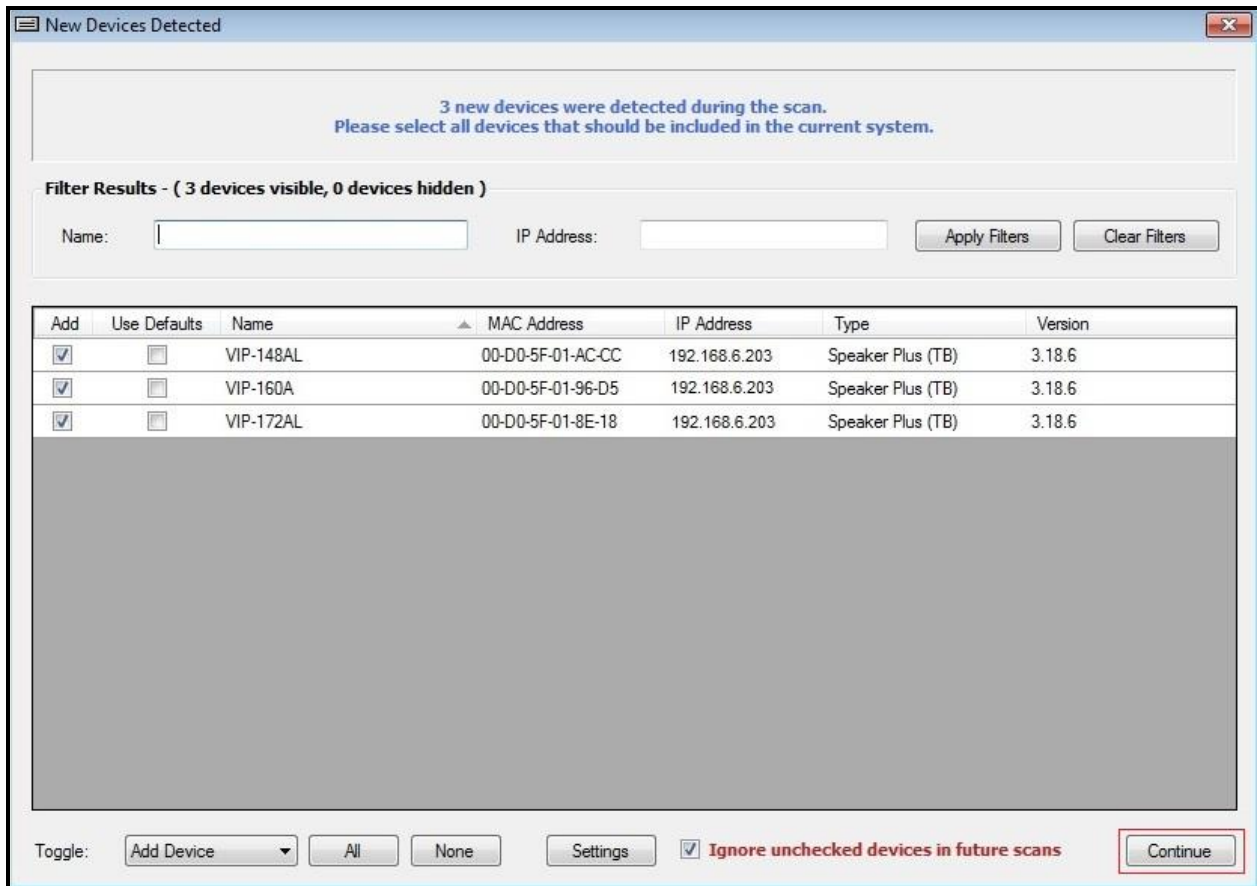 New Devices Detected
3 new devices were detected during the scan.
Please select all devices that should be included in the current system.
Filter Results - ( 3 devices visible, 0 devices hidden )
Name: IP Address: Apply Filters Clear Filters
Add Use Defaults Name MAC Address IP Address Type Version
VIP-148AL 00-D0-5F-01-AC-CC 192.168.6.203 Speaker Plus (TB) 3.18.6
VIP-160A 00-D0-5F-01-96-D5 192.168.6.203 Speaker Plus (TB) 3.18.6
VIP-172AL 00-D0-5F-01-8E-18 192.168.6.203 Speaker Plus (TB) 3.18.6
Toggle: Add Device All None Settings Ignore unchecked devices in future scans Continue